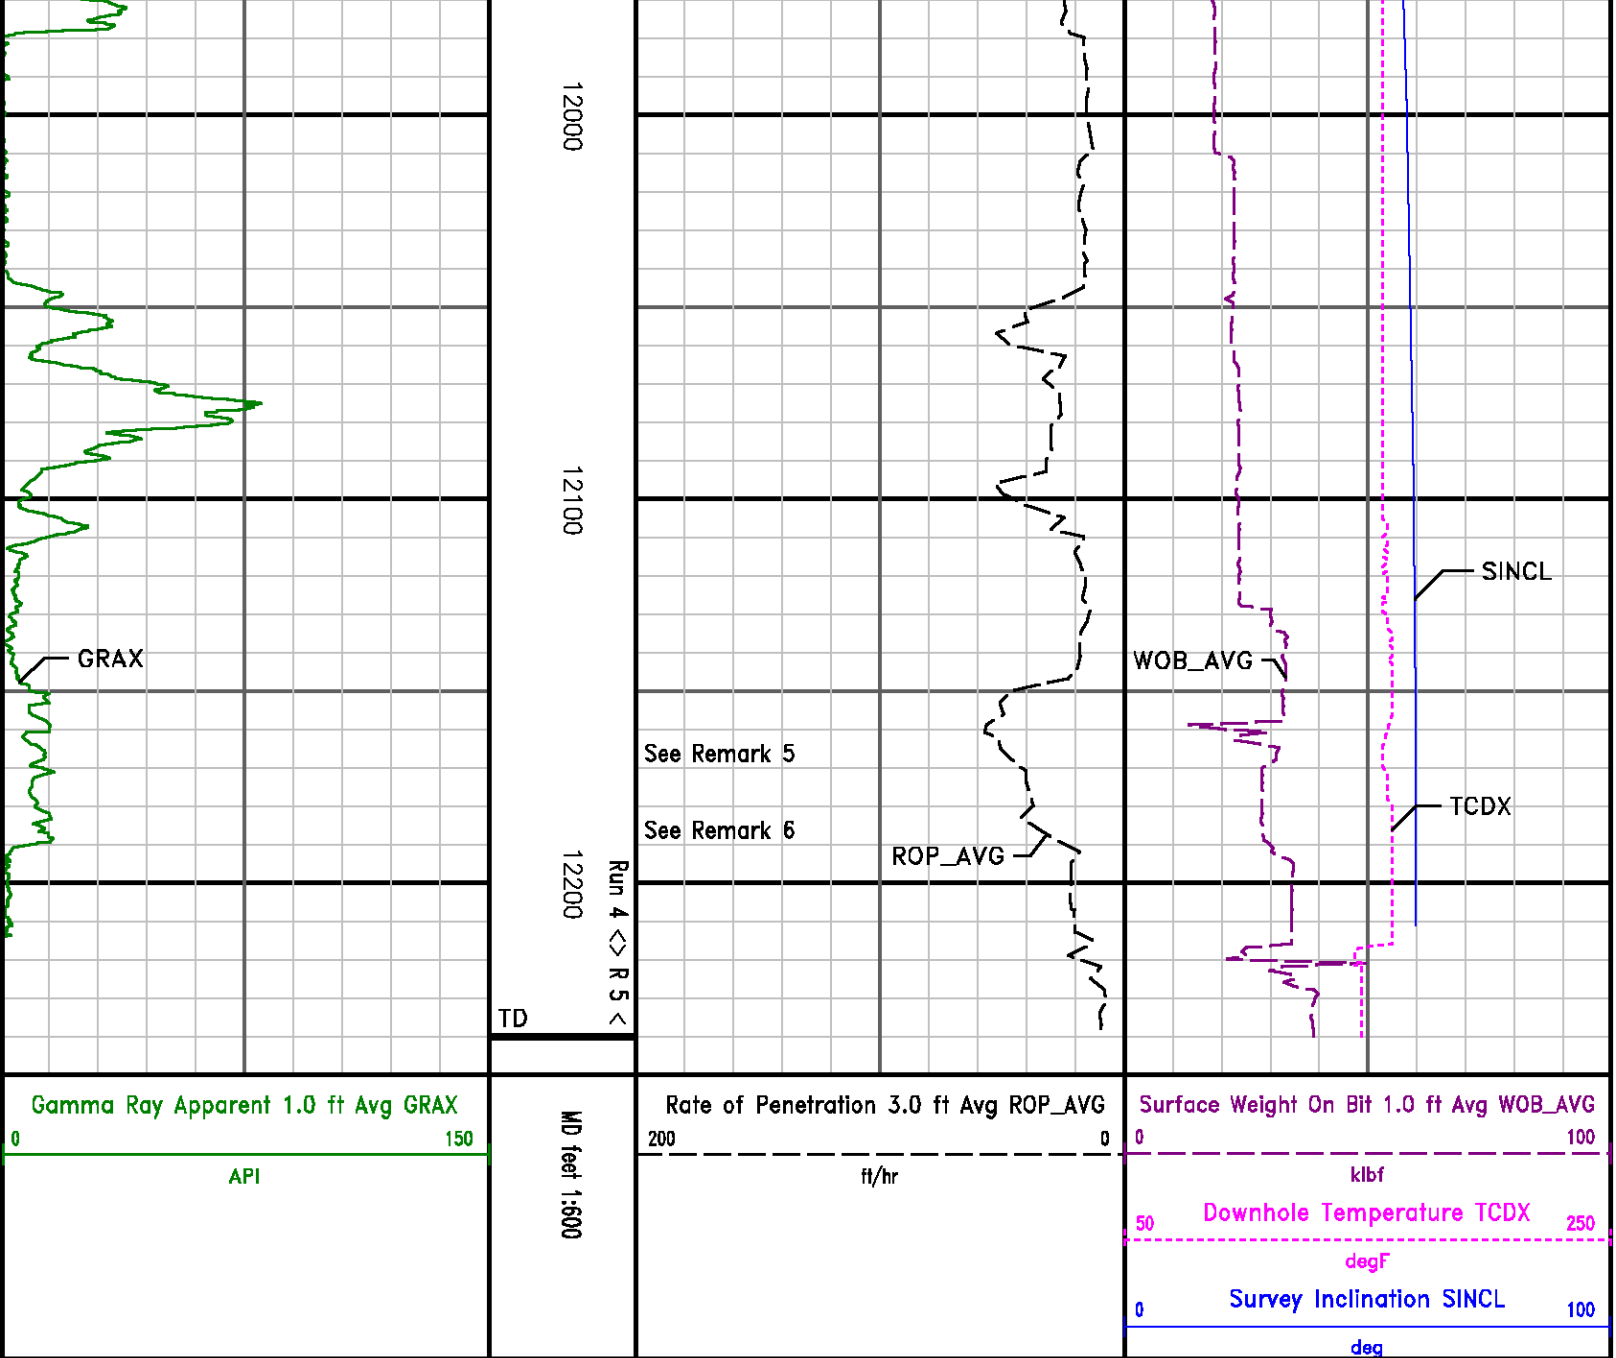 12000
12100
SINCL
GRAX
WOB_AVG
See Remark 5
TCDX
See Remark 6
ROP_AVG
12200
Run 4 <> R 5 <
TD
Gamma Ray Apparent 1.0 ft Avg GRAX
0 150
API
MD feet 1:600
Rate of Penetration 3.0 ft Avg ROP_AVG
200 0
ft/hr
Surface Weight On Bit 1.0 ft Avg WOB_AVG
0 100
klbf
Downhole Temperature TCDX
50 250
degF
Survey Inclination SINCL
0 100
deg